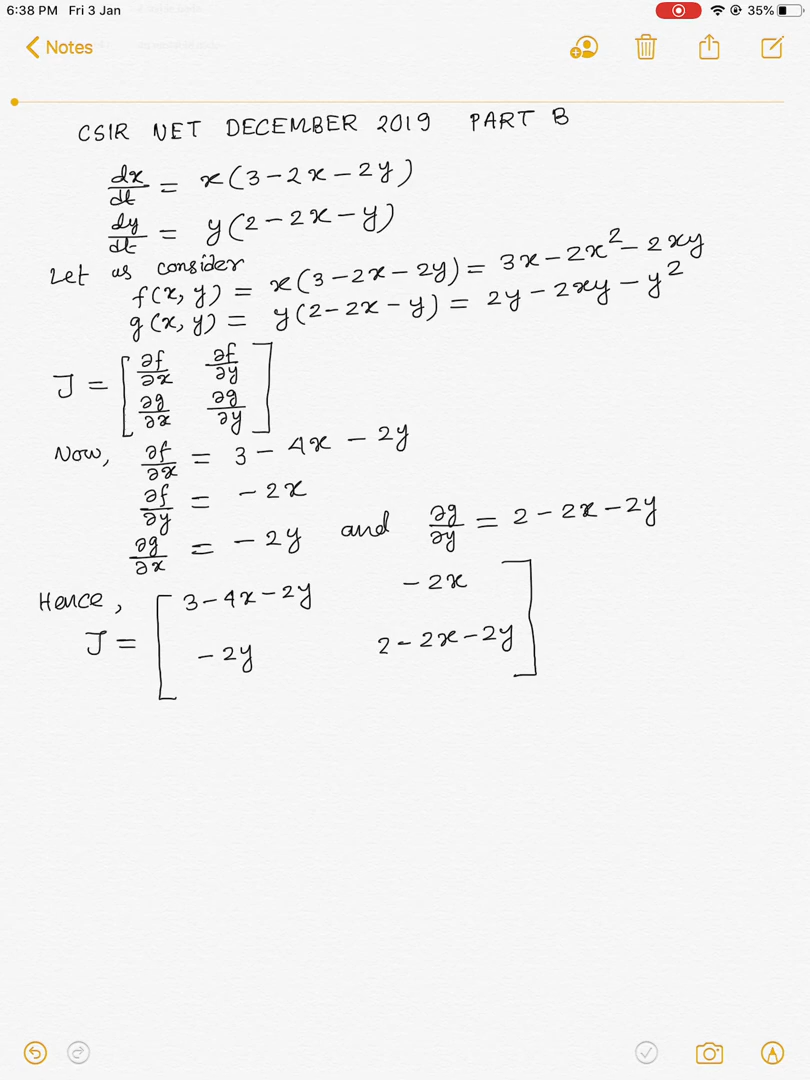 6:38 PM Fri 3 Jan 35%
Notes
CSIR NET DECEMBER 2019 PART B
dx/dt = x(3-2x-2y)
dy/dt = y(2-2x-y)
Let us consider
f(x, y) = x(3-2x-2y) = 3x-2x²-2xy
g(x, y) = y(2-2x-y) = 2y-2xy-y²
J = [∂f/∂x ∂f/∂y
∂g/∂x ∂g/∂y]
Now, ∂f/∂x = 3-4x-2y
∂f/∂y = -2x
∂g/∂x = -2y and ∂g/∂y = 2-2x-2y
Hence,
J = [3-4x-2y -2x
-2y 2-2x-2y]